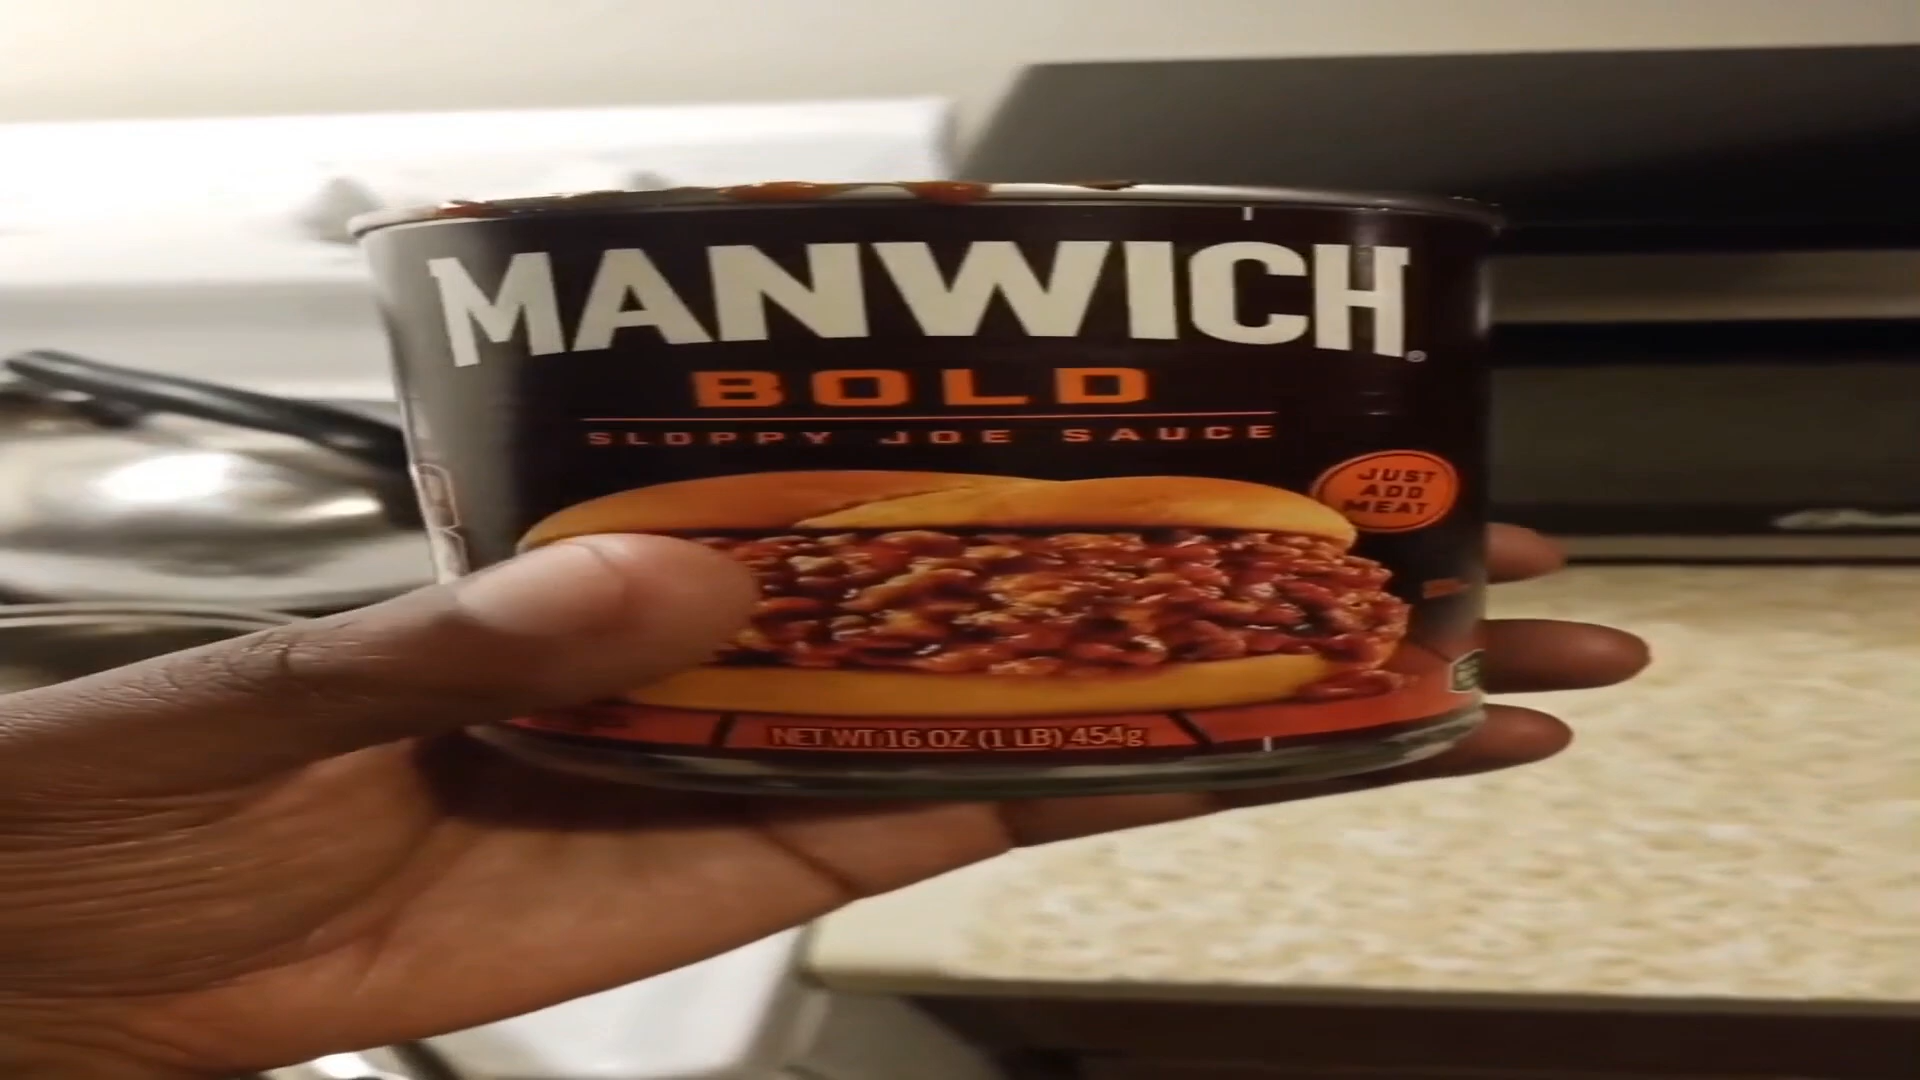 MANWICH®
BOLD
SLOPPY JOE SAUCE
JUST
ADD
MEAT
NET WT 16 OZ (1 LB) 454g